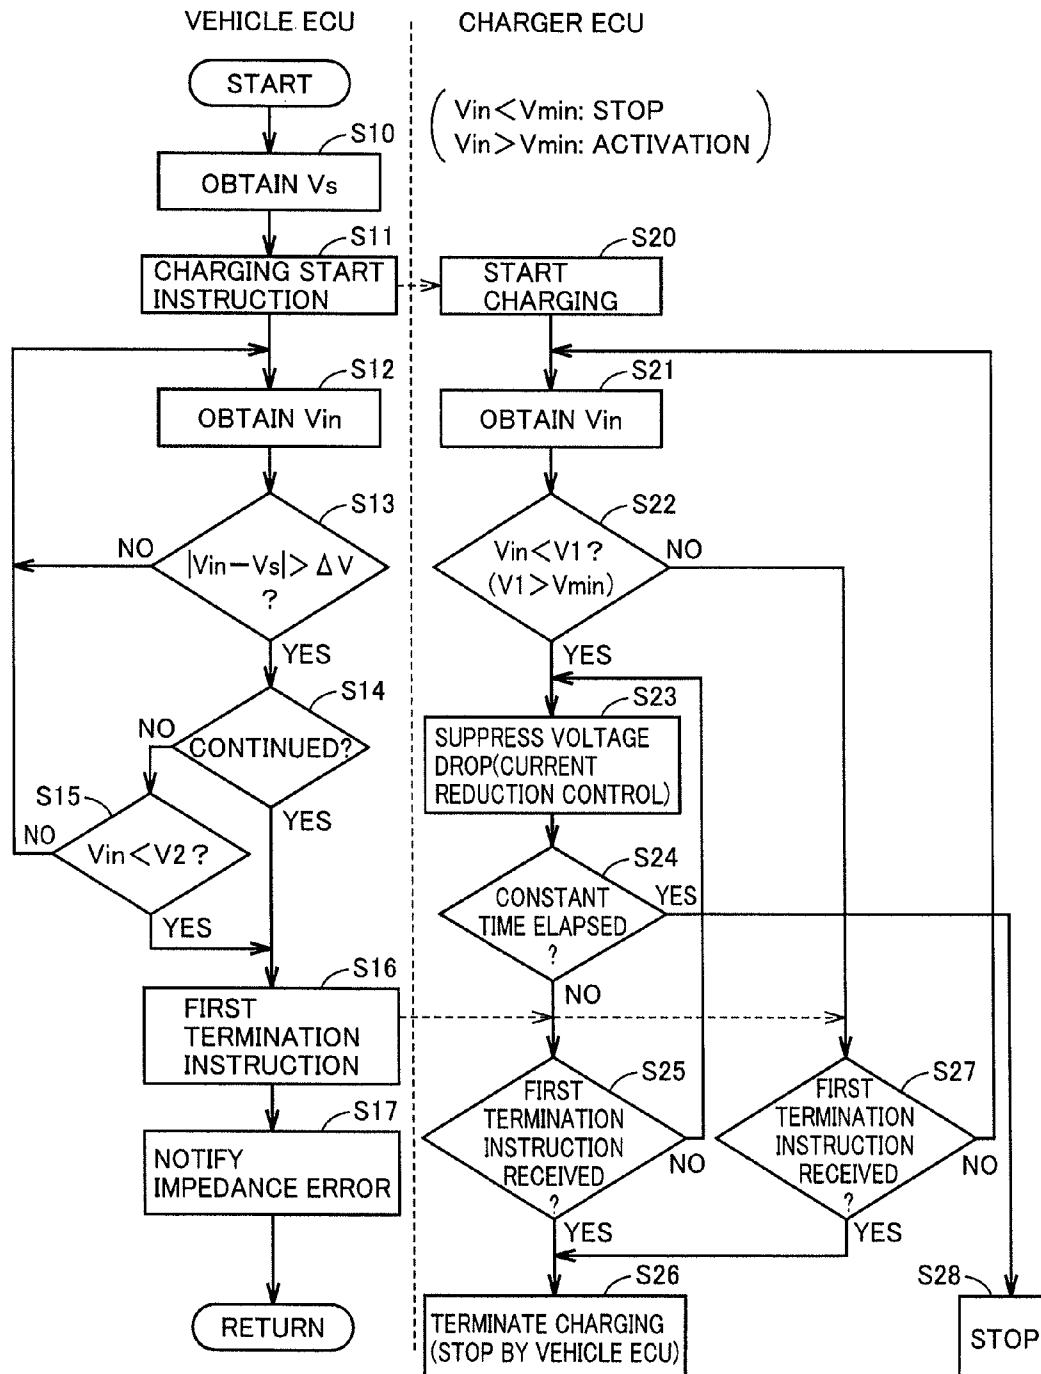 VEHICLE ECU
CHARGER ECU
START
Vin<Vmin: STOP
Vin>Vmin: ACTIVATION
S10
OBTAIN Vs
S11
CHARGING START
INSTRUCTION
S20
START
CHARGING
S12
OBTAIN Vin
S21
OBTAIN Vin
S13
|Vin-Vs|>ΔV
?
NO
YES
S22
Vin<V1?
(V1>Vmin)
NO
YES
S14
CONTINUED?
NO
YES
S15
Vin<V2?
NO
YES
S23
SUPPRESS VOLTAGE
DROP(CURRENT
REDUCTION CONTROL)
S24
CONSTANT
TIME ELAPSED
?
YES
NO
S16
FIRST
TERMINATION
INSTRUCTION
S25
FIRST
TERMINATION
INSTRUCTION
RECEIVED
?
NO
YES
S27
FIRST
TERMINATION
INSTRUCTION
RECEIVED
?
NO
YES
S17
NOTIFY
IMPEDANCE ERROR
RETURN
S26
TERMINATE CHARGING
(STOP BY VEHICLE ECU)
S28
STOP